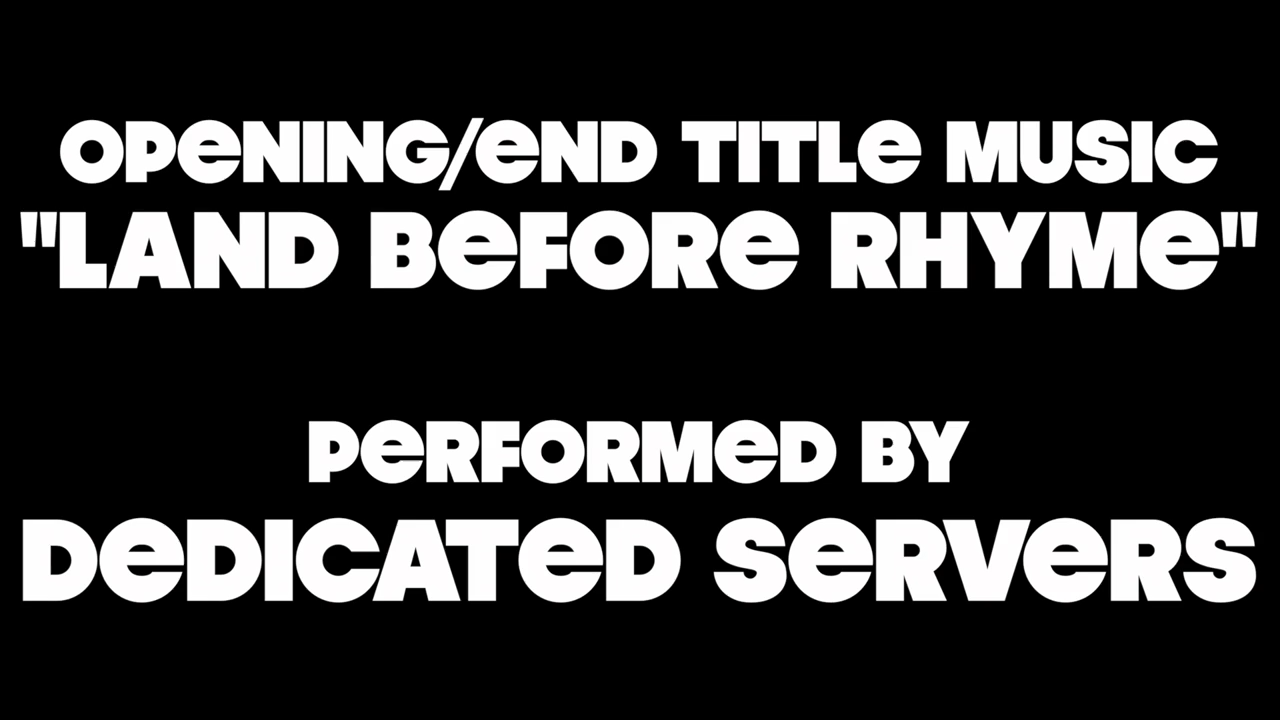 OPENING/END TITLE MUSIC
"LAND BEFORE RHYME"
PERFORMED BY
DEDICATED SERVERS